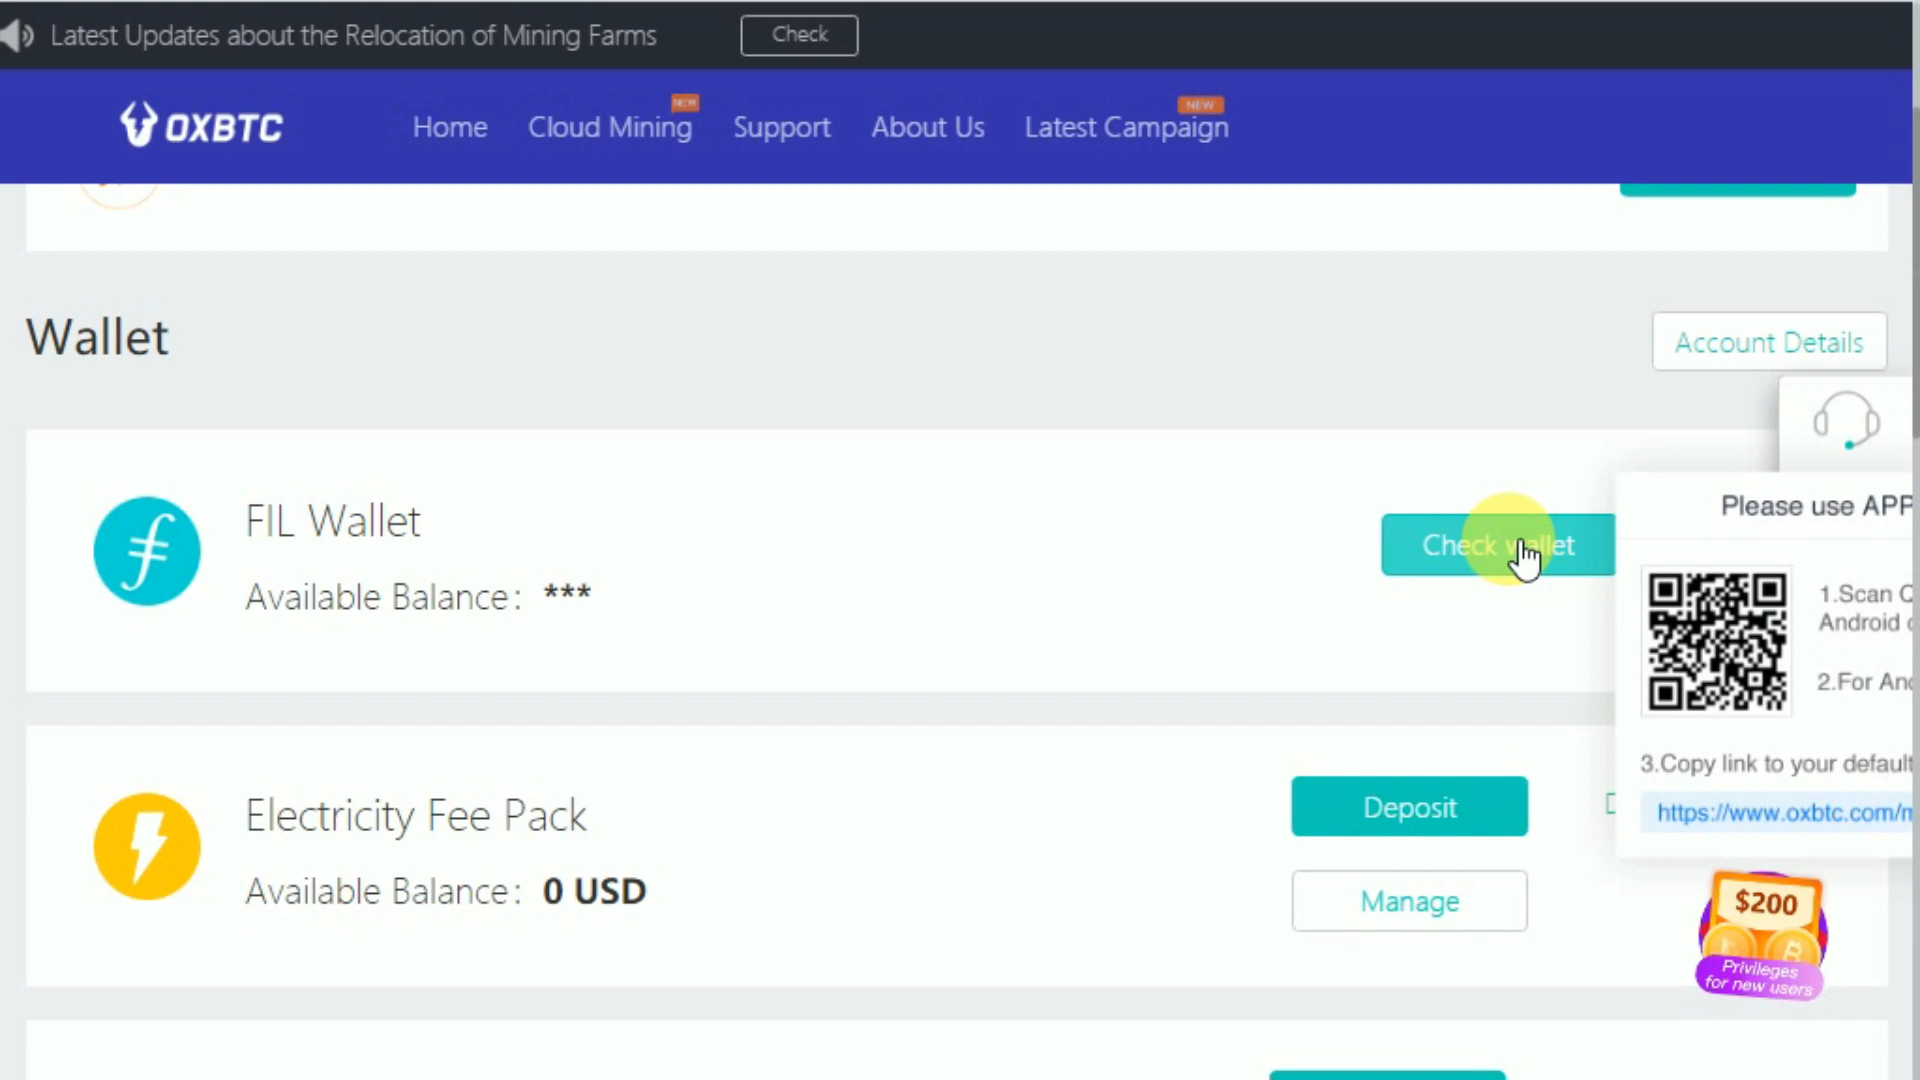 Latest Updates about the Relocation of Mining Farms
Check
OXBTC
Home
Cloud Mining
NEW
Support
About Us
Latest Campaign
NEW
Wallet
Account Details
FIL Wallet
Check wallet
Available Balance: ***
Please use APP
1.Scan Q
Android
2.For And
3.Copy link to your default
https://www.oxbtc.com/m
Electricity Fee Pack
Deposit
Available Balance: 0 USD
Manage
$200
Privileges
for new users